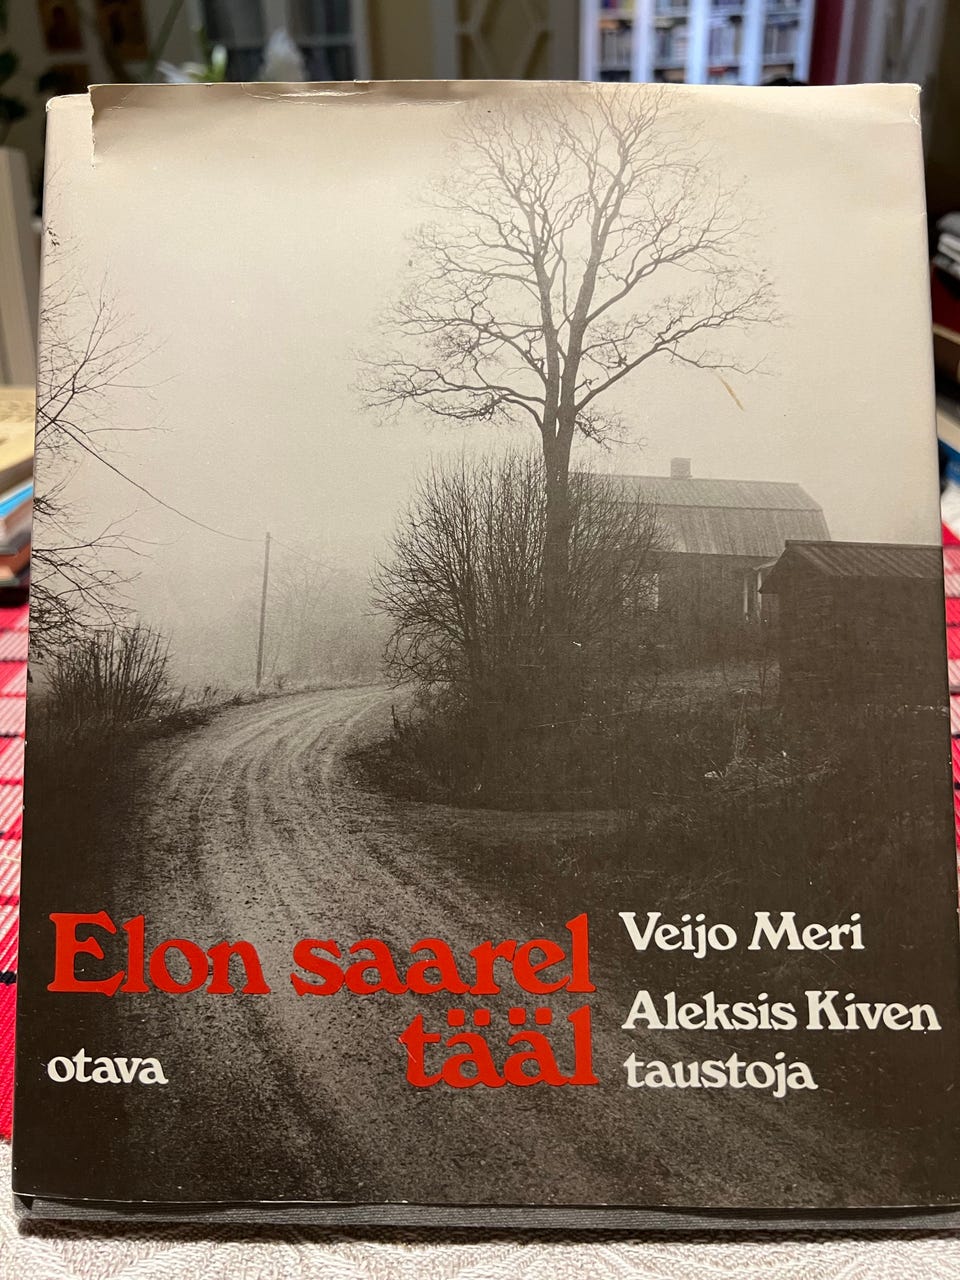 Elon saarel
tääl
Veijo Meri
Aleksis Kiven
taustoja
otava